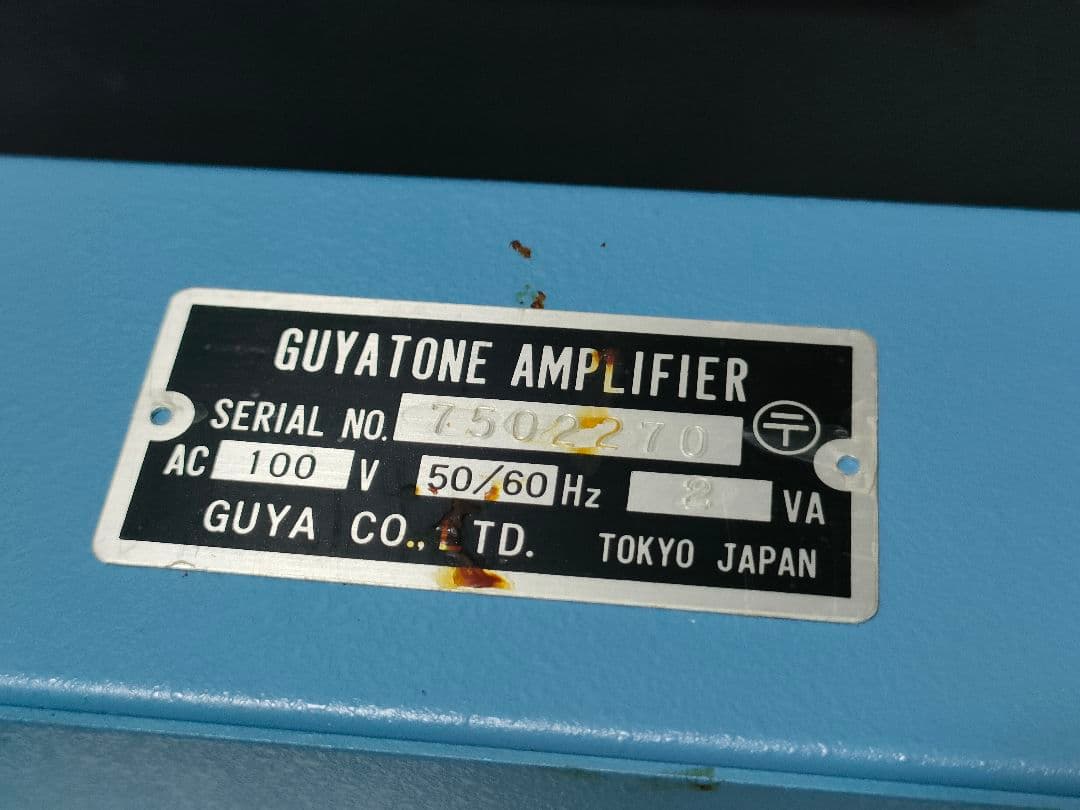 GUYATONE AMPLIFIER
SERIAL NO. 7502270 〒
AC 100 V 50/60 Hz 2 VA
GUYA CO., LTD. TOKYO JAPAN